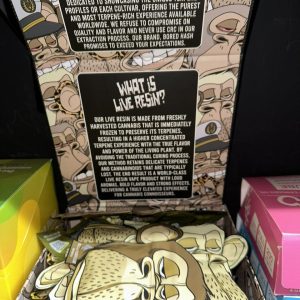 DEDICATED TO SHOWCASING THE
PROFILES OF EACH CULTIVAR, OFFERING THE PUREST
AND MOST TERPENE-RICH EXPERIENCE AVAILABLE
WORLDWIDE. WE REFUSE TO COMPROMISE ON
QUALITY AND FLAVOR AND NEVER USE CRC IN OUR
EXTRACTION PROCESS. OUR BRAND, BORED HASH
PROMISES TO EXCEED YOUR EXPECTATIONS.
WHAT IS
LIVE RESIN?
OUR LIVE RESIN IS MADE FROM FRESHLY
HARVESTED CANNABIS THAT IS IMMEDIATELY
FROZEN TO PRESERVE ITS TERPENES,
RESULTING IN A HIGHER CONCENTRATED
TERPENE EXPERIENCE WITH THE TRUE FLAVOR
AND POWER OF THE LIVING PLANT. BY
AVOIDING THE TRADITIONAL CURING PROCESS,
OUR METHOD RETAINS DELICATE TERPENES
AND CANNABINOIDS THAT ARE TYPICALLY
LOST. THE END RESULT IS A WORLD-CLASS
LIVE RESIN VAPE PRODUCT WITH LOUD
AROMAS, BOLD FLAVOR AND STRONG EFFECTS,
DELIVERING A TRULY ELEVATED EXPERIENCE
FOR CANNABIS CONNOISSEURS.